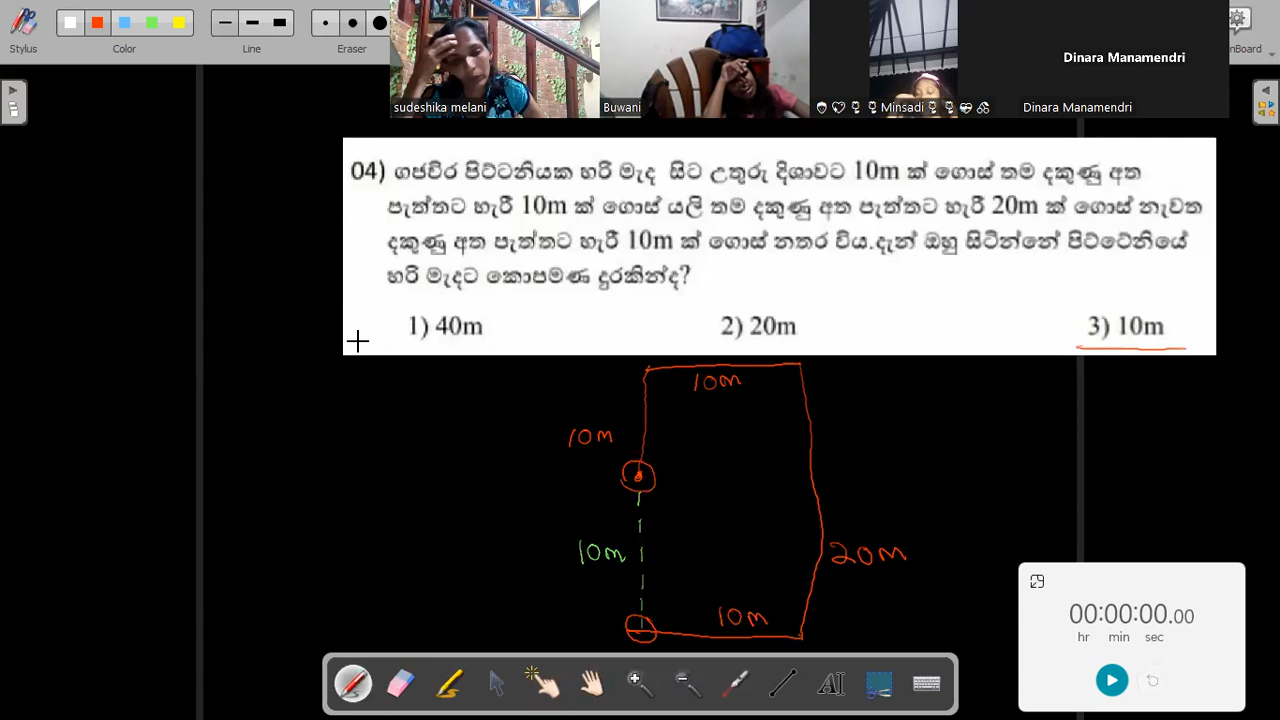 Stylus
Color
Line
Eraser
sudeshika melani
Buwani
Minsadi
Dinara Manamendri
Dinara Manamendri
04) ගජවිර පිට්ටනියක හරි මැද සිට උතුරු දිශාවට 10m ක් ගොස් තම දකුණු අත
පැත්තට හැරී 10m ක් ගොස් යලි තම දකුණු අත පැත්තට හැරී 20m ක් ගොස් නැවත
දකුණු අත පැත්තට හැරී 10m ක් ගොස් නතර විය.දැන් ඔහු සිටින්නේ පිට්ටේනියේ
හරි මැදට කොපමණ දුරකින්ද?
1) 40m 2) 20m 3) 10m
10m
10m
10m
20m
10m
00:00:00.00
hr min sec